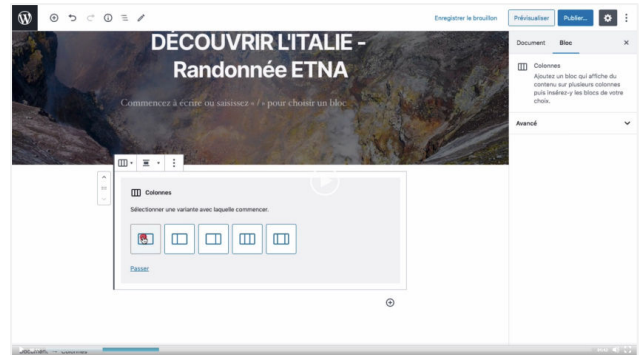 Enregistrer le brouillon
Prévisualiser
Publier...
DÉCOUVRIR L'ITALIE -
Randonnée ETNA
Commencez à écrire ou saisissez « / » pour choisir un bloc
Document
Bloc
Colonnes
Ajoutez un bloc qui affiche du
contenu sur plusieurs colonnes
puis insérez-y les blocs de votre
choix.
Avancé
Colonnes
Sélectionner une variante avec laquelle commencer.
Passer